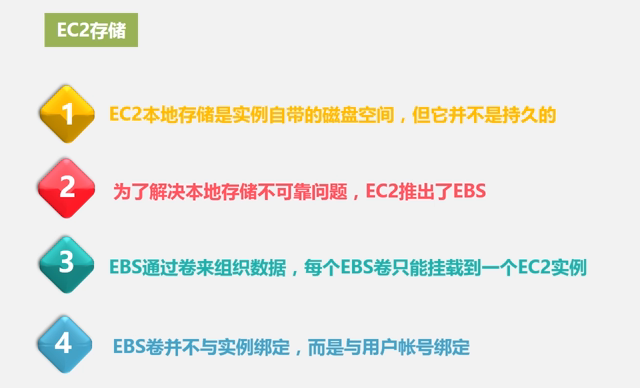 EC2存储
1
EC2本地存储是实例自带的磁盘空间，但它并不是持久的
2
为了解决本地存储不可靠问题，EC2推出了EBS
3
EBS通过卷来组织数据，每个EBS卷只能挂载到一个EC2实例
4
EBS卷并不与实例绑定，而是与用户帐号绑定